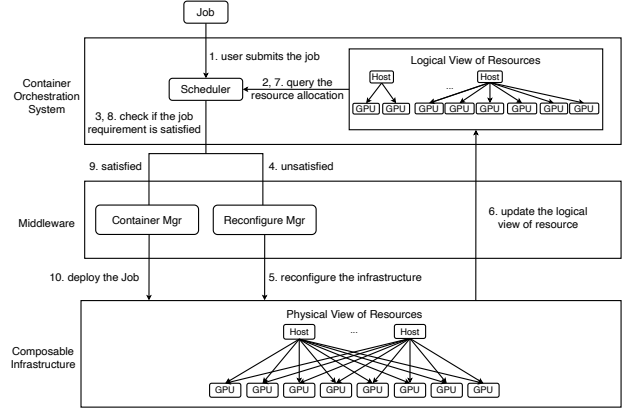 Job
1. user submits the job
Logical View of Resources
Container
Orchestration
System
Scheduler
2, 7. query the
resource allocation
Host
...
Host
GPU GPU GPU GPU GPU GPU GPU GPU
3, 8. check if the job
requirement is satisfied
9. satisfied
4. unsatisfied
Middleware
Container Mgr
Reconfigure Mgr
6. update the logical
view of resource
10. deploy the Job
5. reconfigure the infrastructure
Composable
Infrastructure
Physical View of Resources
Host
...
Host
GPU GPU GPU GPU GPU GPU GPU GPU